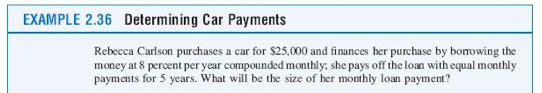 EXAMPLE 2.36 Determining Car Payments
Rebecca Carlson purchases a car for $25,000 and finances her purchase by borrowing the
money at 8 percent per year compounded monthly; she pays off the loan with equal monthly
payments for 5 years. What will be the size of her monthly loan payment?